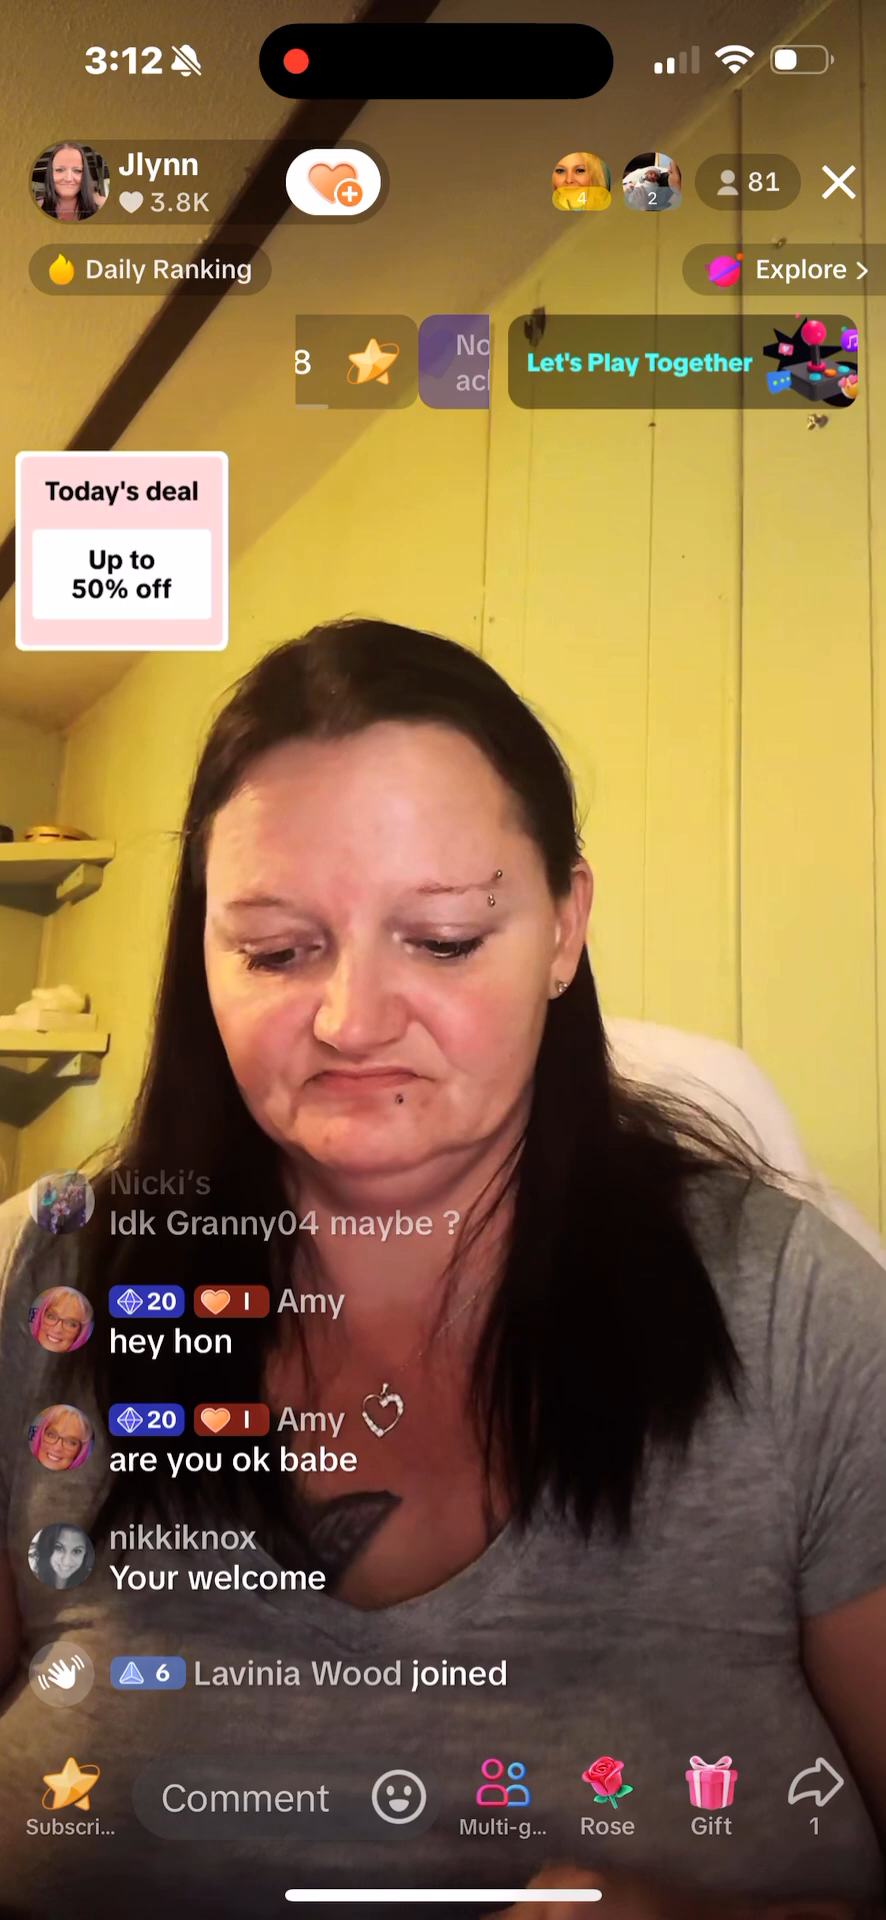 3:12
Jlynn
3.8K
4
2
81
Daily Ranking
Explore >
8
No
Let's Play Together
Today's deal
Up to
50% off
Nicki's
Idk Granny04 maybe ?
20 I Amy
hey hon
20 I Amy
are you ok babe
nikkiknox
Your welcome
6 Lavinia Wood joined
Subscri...
Comment
Multi-g...
Rose
Gift
1